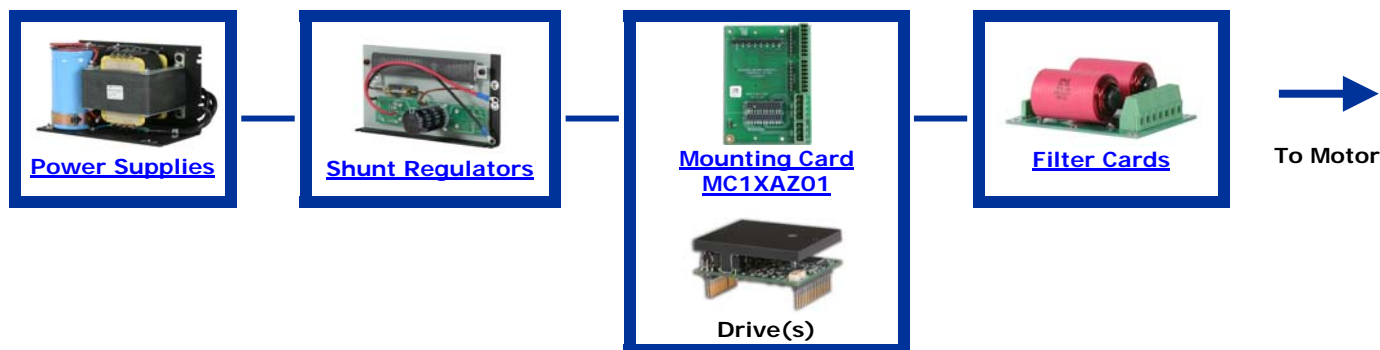 Power Supplies
Shunt Regulators
Mounting Card
MC1XAZ01
Drive(s)
Filter Cards
To Motor